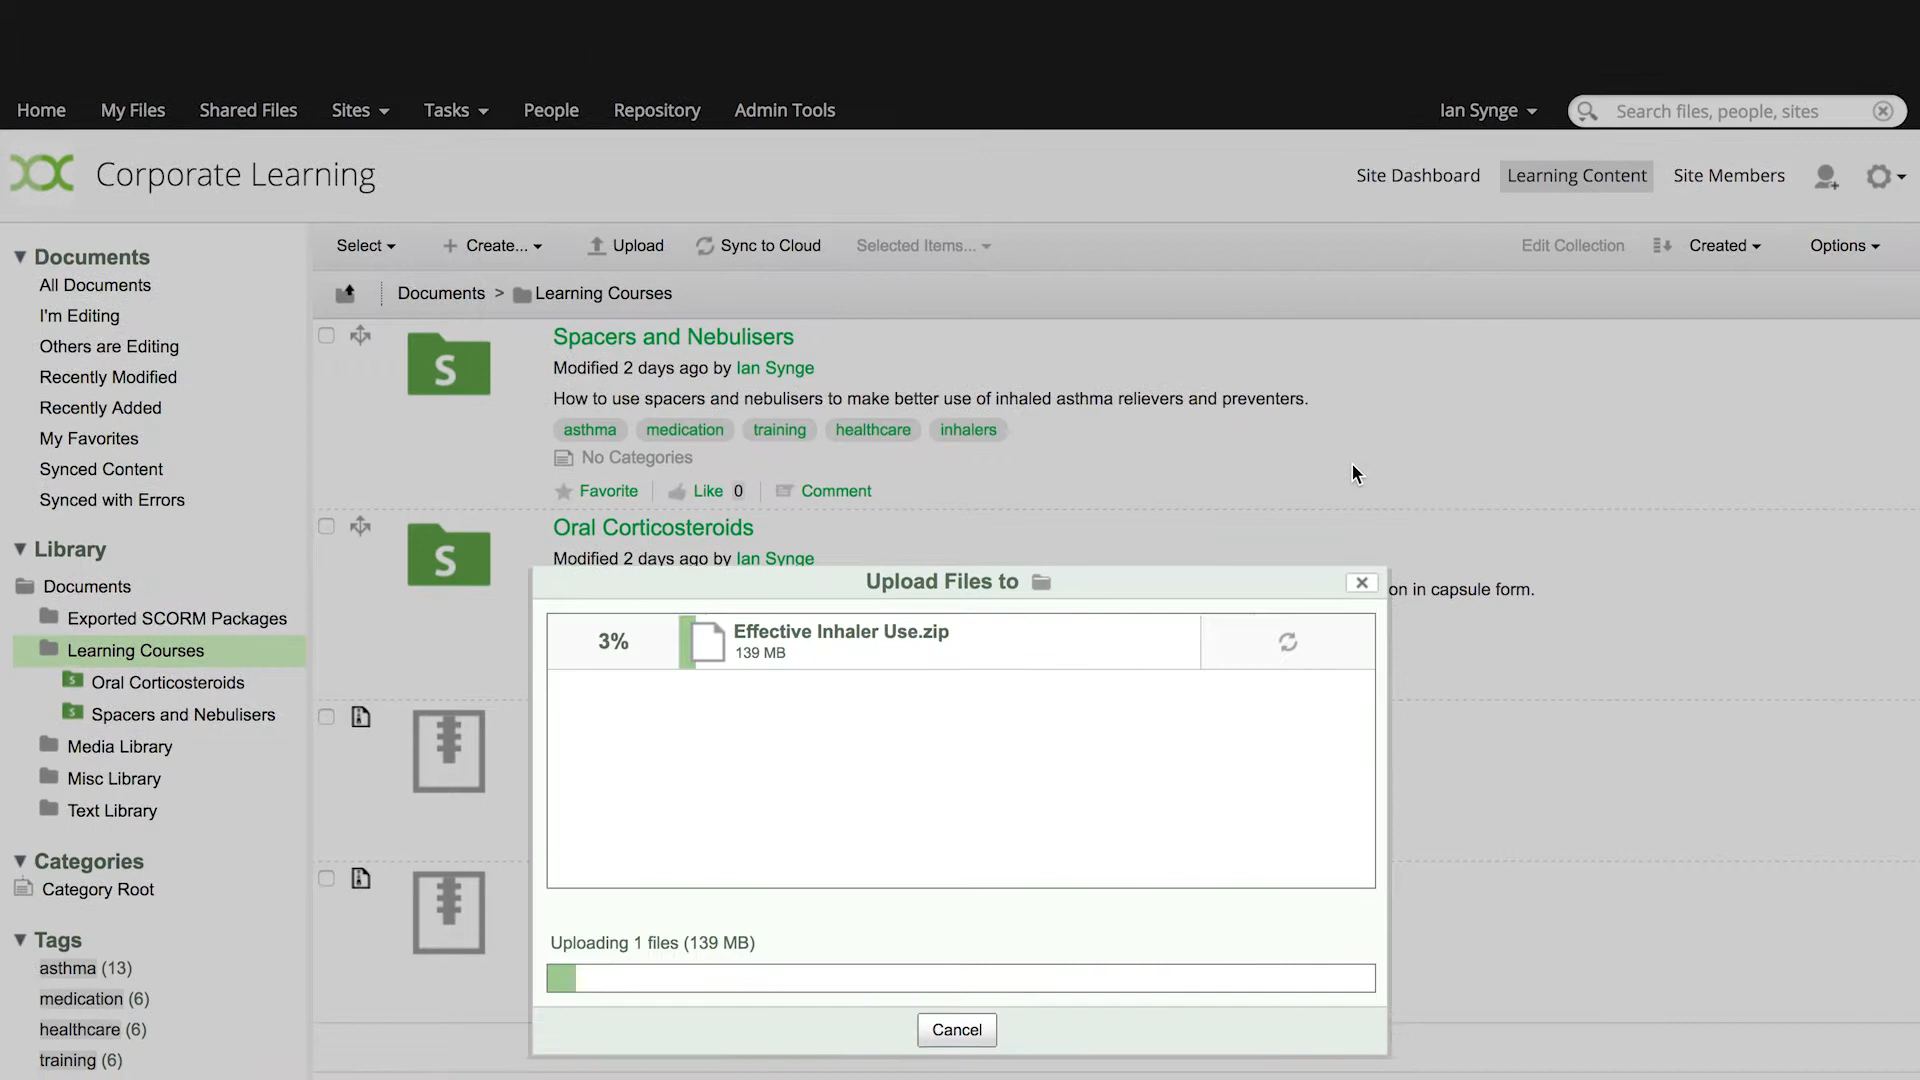 Home My Files Shared Files Sites Tasks People Repository Admin Tools Ian Synge Search files, people, sites
Corporate Learning Site Dashboard Learning Content Site Members
Select Create... Upload Sync to Cloud Selected Items... Edit Collection Created Options
Documents > Learning Courses
Documents
All Documents
I'm Editing
Others are Editing
Recently Modified
Recently Added
My Favorites
Synced Content
Synced with Errors
Library
Documents
Exported SCORM Packages
Learning Courses
S Oral Corticosteroids
S Spacers and Nebulisers
Media Library
Misc Library
Text Library
Categories
Category Root
Tags
asthma (13)
medication (6)
healthcare (6)
training (6)
S
Spacers and Nebulisers
Modified 2 days ago by Ian Synge
How to use spacers and nebulisers to make better use of inhaled asthma relievers and preventers.
asthma medication training healthcare inhalers
No Categories
Favorite Like 0 Comment
S
Oral Corticosteroids
Modified 2 days ago by Ian Synge
on in capsule form.
Upload Files to
3% Effective Inhaler Use.zip
139 MB
Uploading 1 files (139 MB)
Cancel